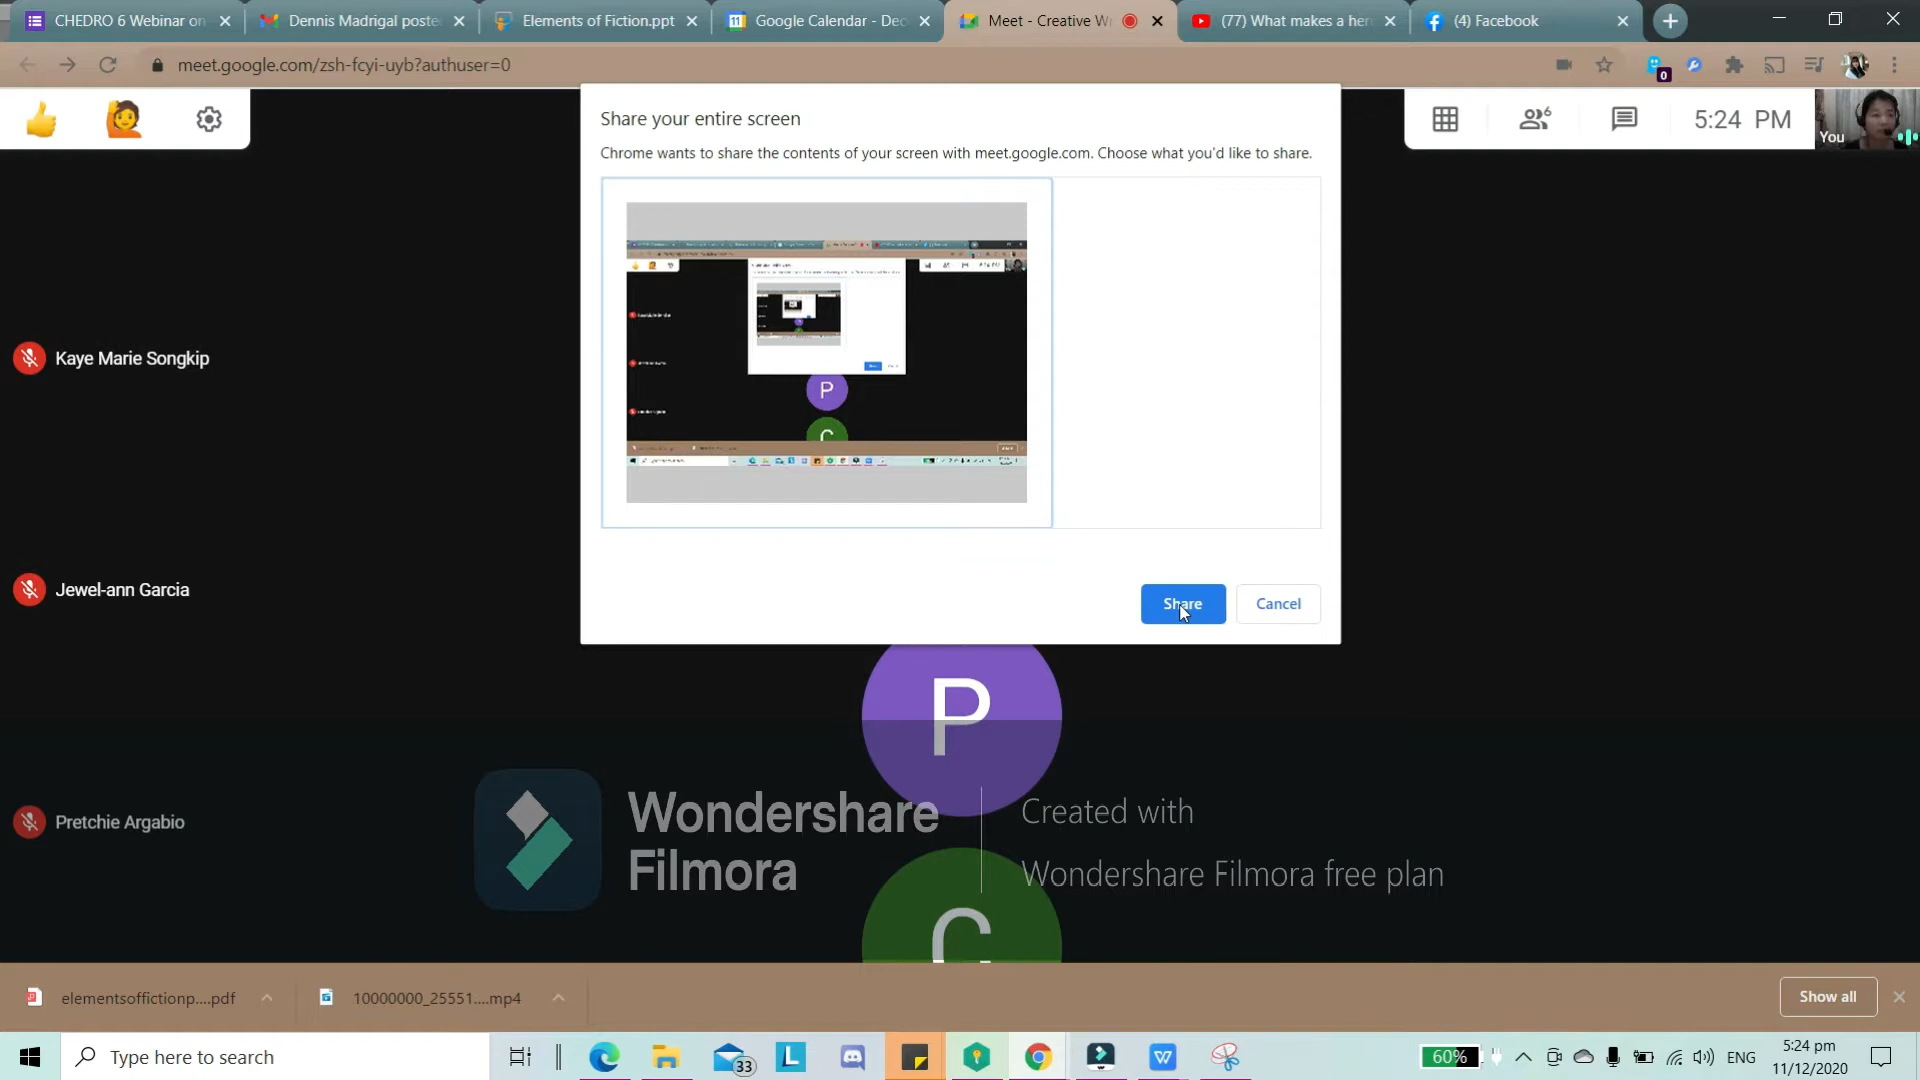 CHEDRO 6 Webinar on
Dennis Madrigal poste
Elements of Fiction.ppt
Google Calendar - Dec
Meet - Creative W
(77) What makes a her
(4) Facebook
meet.google.com/zsh-fcyi-uyb?authuser=0
0
Share your entire screen
Chrome wants to share the contents of your screen with meet.google.com. Choose what you'd like to share.
6
5:24 PM
You
Kaye Marie Songkip
Jewel-ann Garcia
Pretchie Argabio
P
C
Share
Cancel
P
Wondershare
Filmora
Created with
Wondershare Filmora free plan
C
elementsoffictionp....pdf
10000000_25551....mp4
Show all
Type here to search
33
L
W
60%
ENG
5:24 pm
11/12/2020